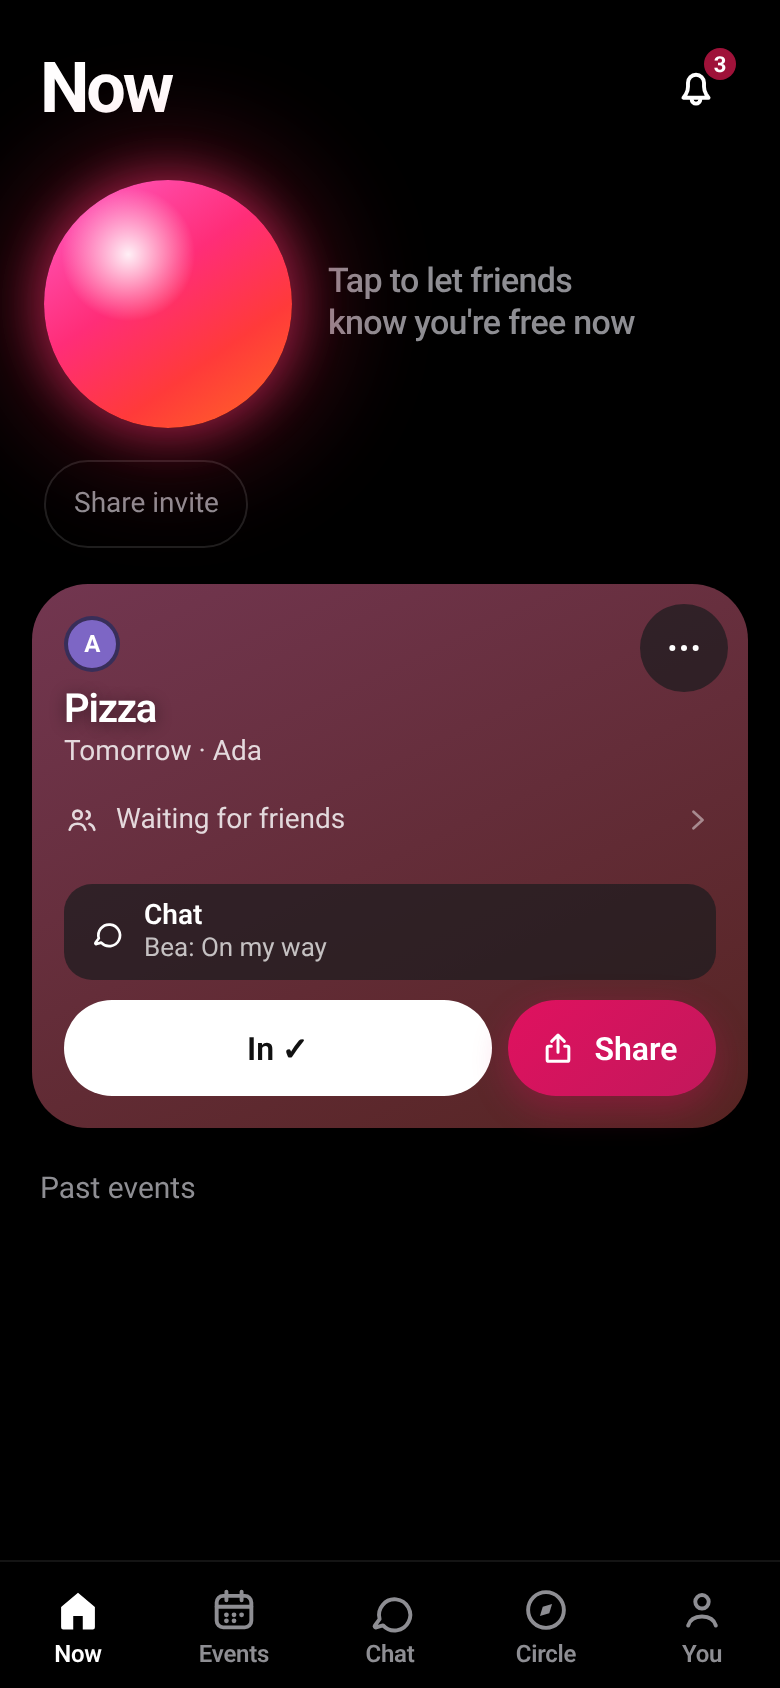 Now
3
Tap to let friends
know you're free now
Share invite
A
Pizza
Tomorrow · Ada
Waiting for friends
Chat
Bea: On my way
In ✓
Share
Past events
Now
Events
Chat
Circle
You